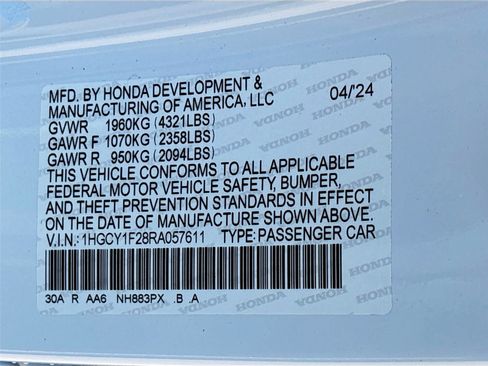 MFD. BY HONDA DEVELOPMENT &
MANUFACTURING OF AMERICA, LLC 04/24
GVWR 1960KG (4321LBS)
GAWR F 1070KG (2358LBS)
GAWR R 950KG (2094LBS)
THIS VEHICLE CONFORMS TO ALL APPLICABLE
FEDERAL MOTOR VEHICLE SAFETY, BUMPER,
AND THEFT PREVENTION STANDARDS IN EFFECT
ON THE DATE OF MANUFACTURE SHOWN ABOVE.
V.I.N.: 1HGCY1F28RA057611 TYPE: PASSENGER CAR
30A R AA6 NH883PX .B .A